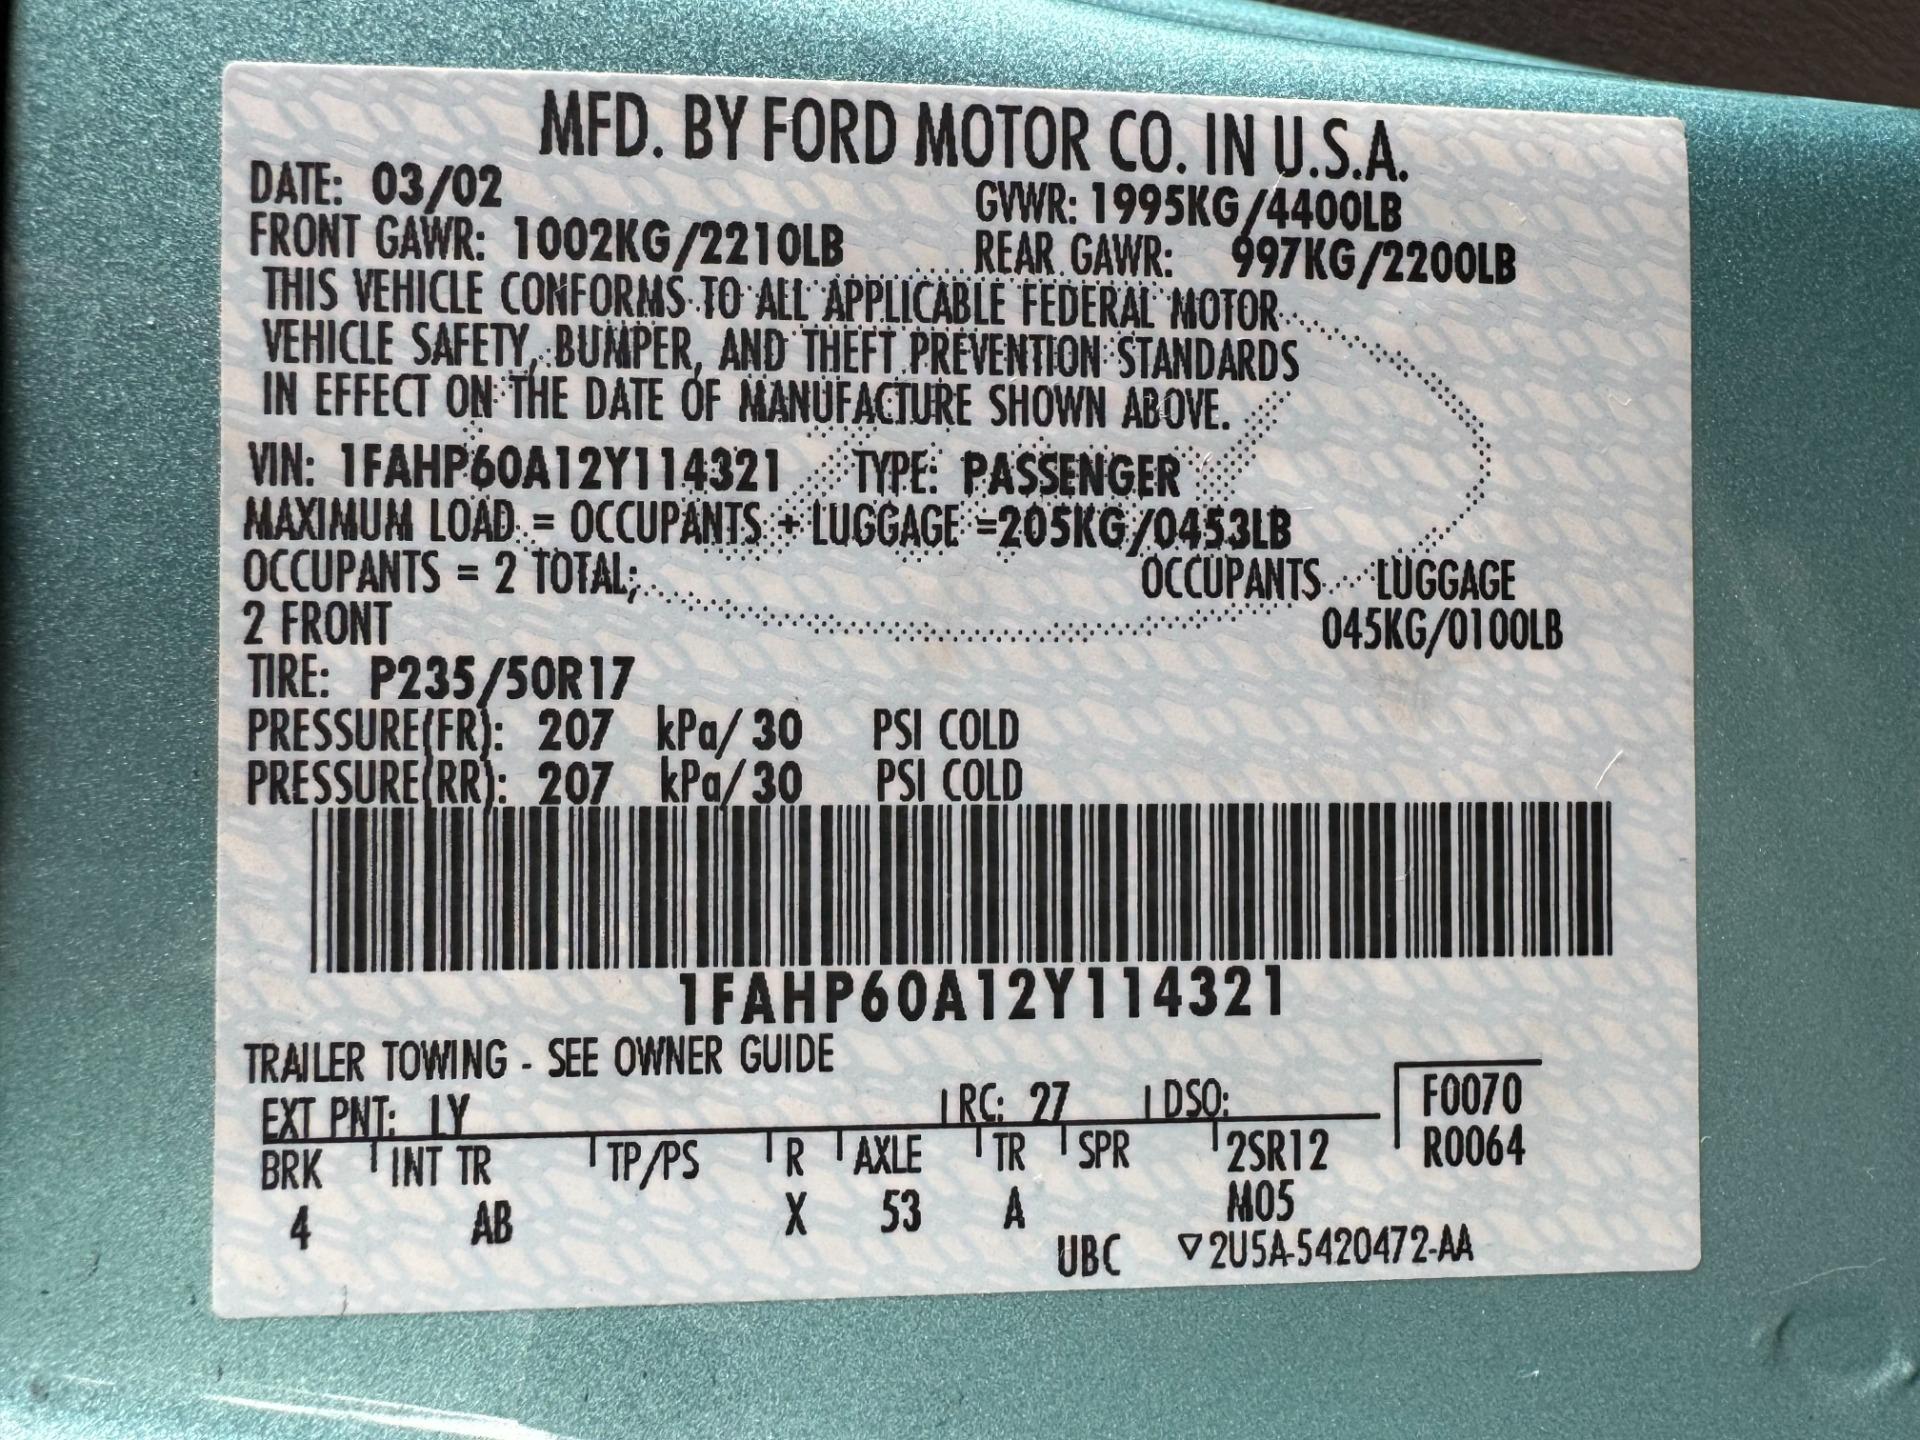 MFD. BY FORD MOTOR CO. IN U.S.A.
DATE: 03/02 GVWR: 1995KG/4400LB
FRONT GAWR: 1002KG/2210LB REAR GAWR: 997KG/2200LB
THIS VEHICLE CONFORMS TO ALL APPLICABLE FEDERAL MOTOR
VEHICLE SAFETY, BUMPER, AND THEFT PREVENTION STANDARDS
IN EFFECT ON THE DATE OF MANUFACTURE SHOWN ABOVE.
VIN: 1FAHP60A12Y114321 TYPE: PASSENGER
MAXIMUM LOAD = OCCUPANTS + LUGGAGE =205KG/0453LB
OCCUPANTS = 2 TOTAL; OCCUPANTS LUGGAGE
2 FRONT 045KG/0100LB
TIRE: P235/50R17
PRESSURE(FR): 207 kPa/ 30 PSI COLD
PRESSURE(RR): 207 kPa/ 30 PSI COLD
1FAHP60A12Y114321
TRAILER TOWING - SEE OWNER GUIDE
EXT PNT: LY RC: 27 DSO: F0070
BRK INT TR TP/PS R AXLE TR SPR 2SR12 R0064
4 AB X 53 A M05
UBC ▽2U5A-5420472-AA